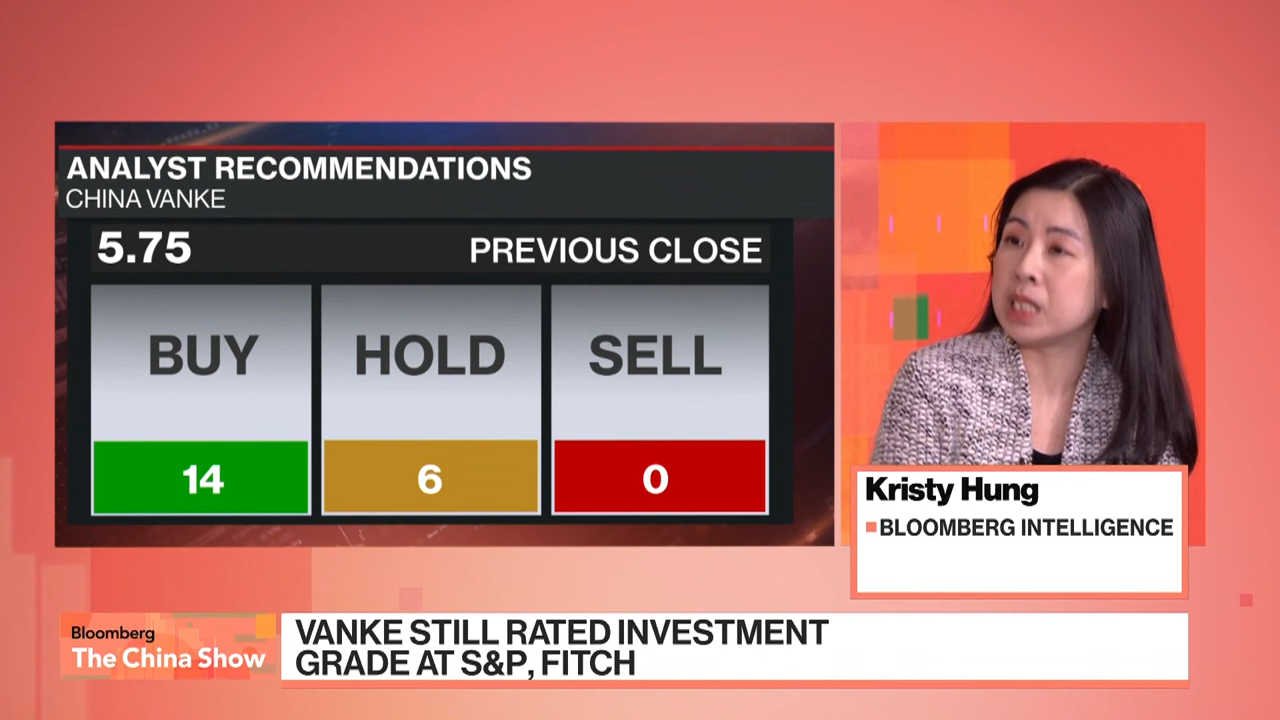 ANALYST RECOMMENDATIONS
CHINA VANKE
5.75 PREVIOUS CLOSE
BUY HOLD SELL
14 6 0
Kristy Hung
BLOOMBERG INTELLIGENCE
Bloomberg
The China Show
VANKE STILL RATED INVESTMENT
GRADE AT S&P, FITCH